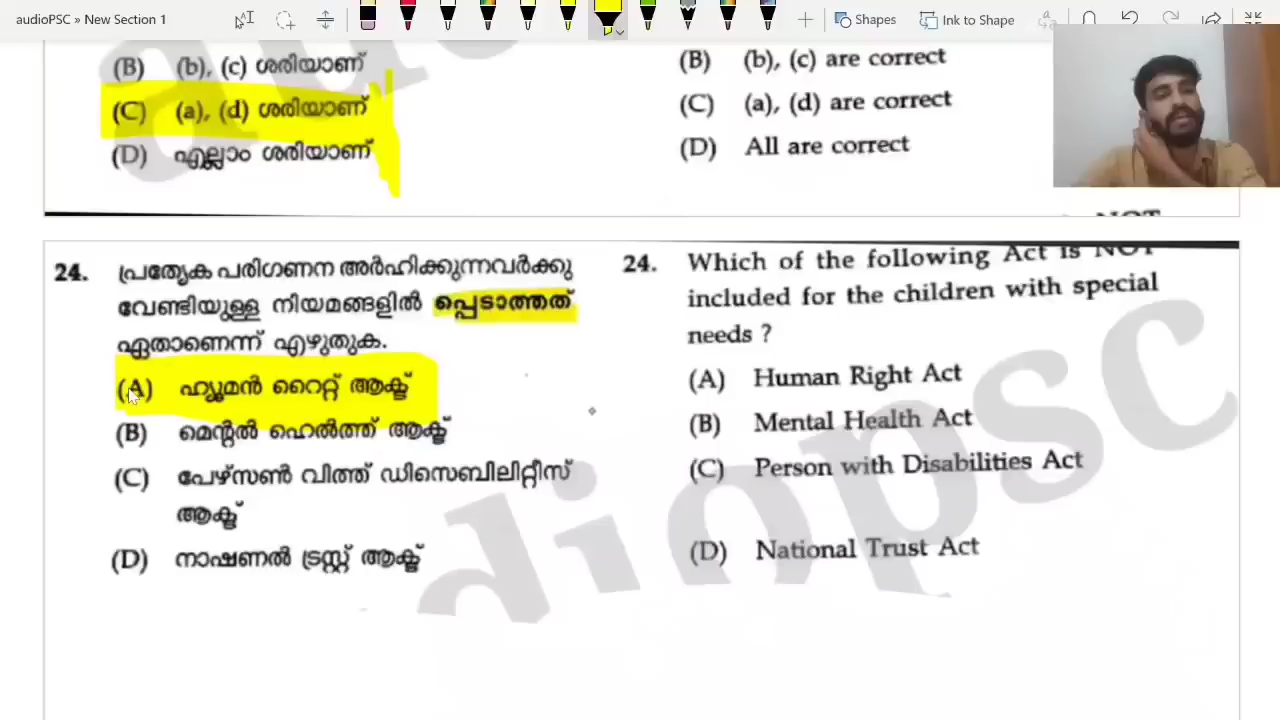 audioPSC » New Section 1
Shapes
Ink to Shape
(B) (b), (c) ശരിയാണ്
(C) (a), (d) ശരിയാണ്
(D) എല്ലാം ശരിയാണ്
(B) (b), (c) are correct
(C) (a), (d) are correct
(D) All are correct
NOT
24. പ്രത്യേക പരിഗണന അർഹിക്കുന്നവർക്കു
വേണ്ടിയുള്ള നിയമങ്ങളിൽ പ്പെടാത്തത്
ഏതാണെന്ന് എഴുതുക.
(A) ഹ്യൂമൻ റൈറ്റ് ആക്ട്
(B) മെന്റൽ ഹെൽത്ത് ആക്ട്
(C) പേഴ്സൺ വിത്ത് ഡിസെബിലിറ്റീസ്
ആക്ട്
(D) നാഷണൽ ട്രസ്റ്റ് ആക്ട്
24. Which of the following Act is NOT
included for the children with special
needs ?
(A) Human Right Act
(B) Mental Health Act
(C) Person with Disabilities Act
(D) National Trust Act
diopsc